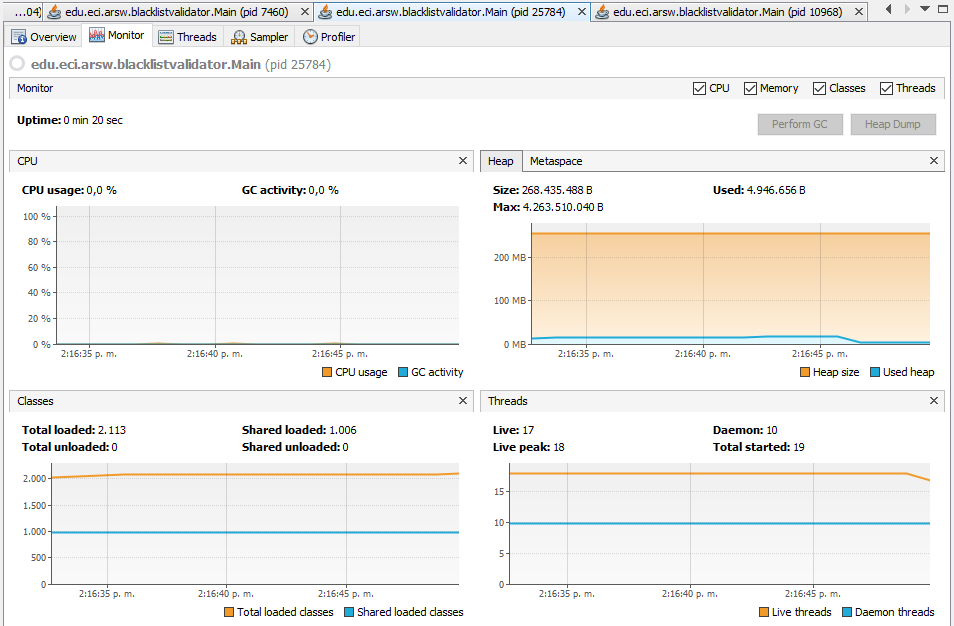 ...04) edu.eci.arsw.blacklistvalidator.Main (pid 7460) edu.eci.arsw.blacklistvalidator.Main (pid 25784) edu.eci.arsw.blacklistvalidator.Main (pid 10968)
Overview Monitor Threads Sampler Profiler
edu.eci.arsw.blacklistvalidator.Main (pid 25784)
Monitor CPU Memory Classes Threads
Uptime: 0 min 20 sec Perform GC Heap Dump
CPU
CPU usage: 0,0 % GC activity: 0,0 %
100 %
80 %
60 %
40 %
20 %
0 %
2:16:35 p. m. 2:16:40 p. m. 2:16:45 p. m.
CPU usage GC activity
Heap Metaspace
Size: 268.435.488 B Used: 4.946.656 B
Max: 4.263.510.040 B
200 MB
100 MB
0 MB
2:16:35 p. m. 2:16:40 p. m. 2:16:45 p. m.
Heap size Used heap
Classes
Total loaded: 2.113 Shared loaded: 1.006
Total unloaded: 0 Shared unloaded: 0
2.000
1.500
1.000
500
0
2:16:35 p. m. 2:16:40 p. m. 2:16:45 p. m.
Total loaded classes Shared loaded classes
Threads
Live: 17 Daemon: 10
Live peak: 18 Total started: 19
15
10
5
0
2:16:35 p. m. 2:16:40 p. m. 2:16:45 p. m.
Live threads Daemon threads